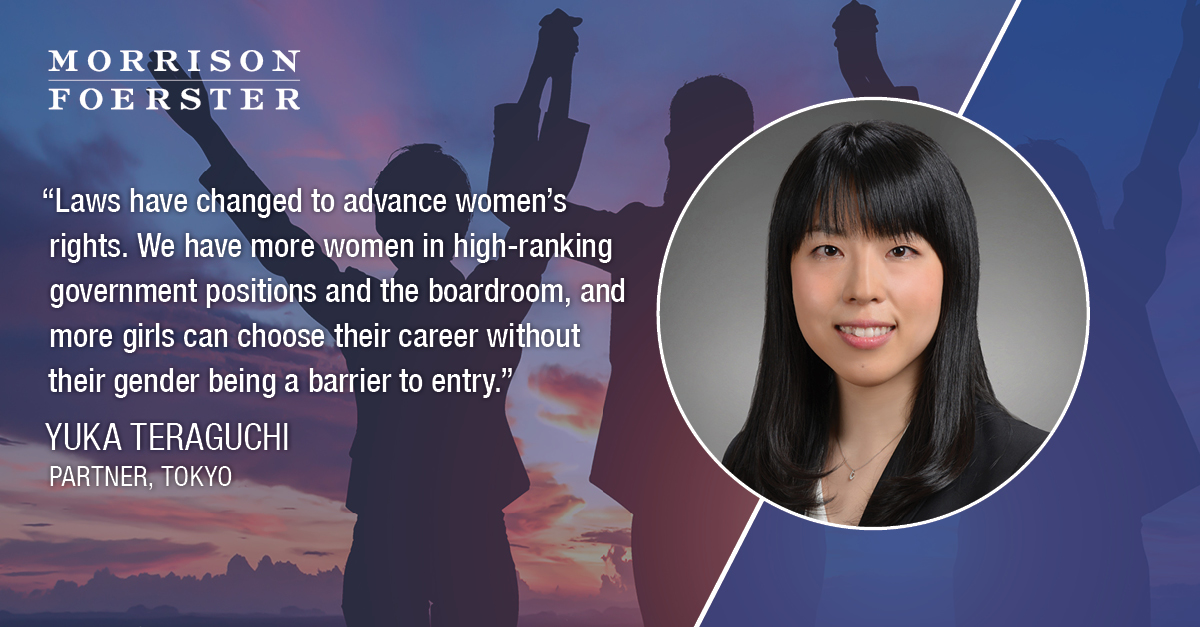 MORRISON
FOERSTER
“Laws have changed to advance women’s
rights. We have more women in high-ranking
government positions and the boardroom, and
more girls can choose their career without
their gender being a barrier to entry.”
YUKA TERAGUCHI
PARTNER, TOKYO